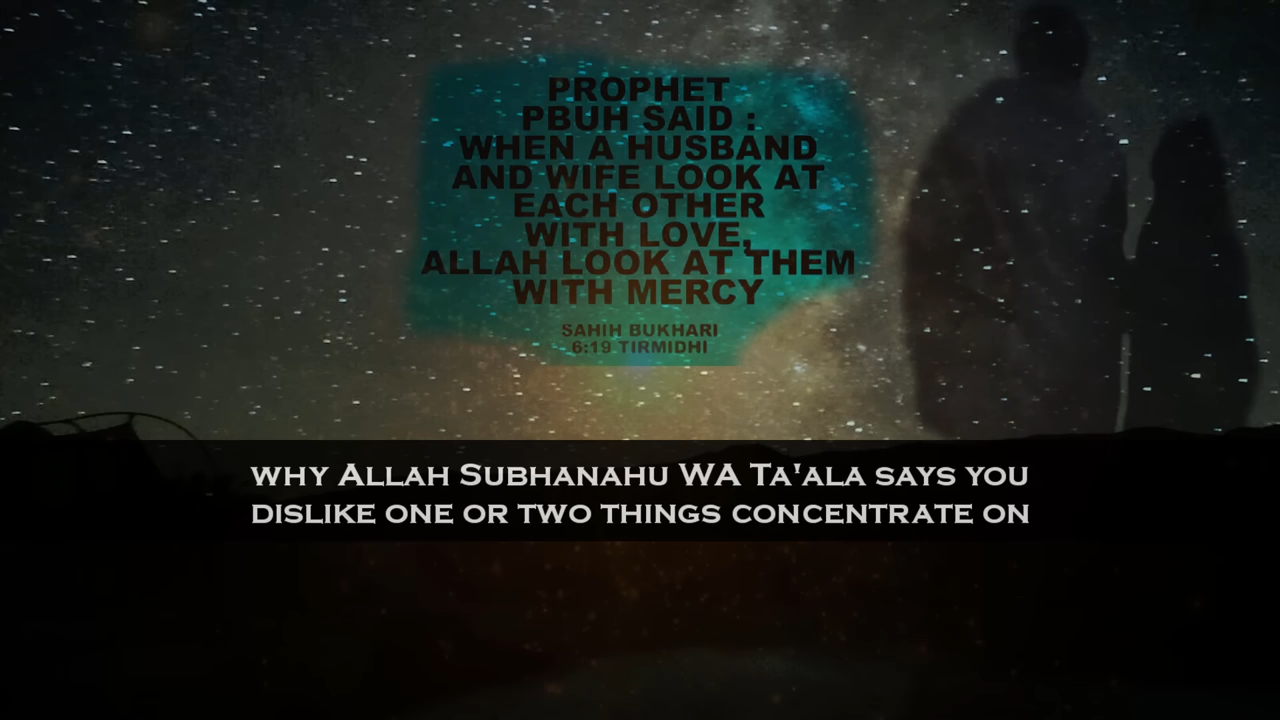 PROPHET
PBUH SAID :
WHEN A HUSBAND
AND WIFE LOOK AT
EACH OTHER
WITH LOVE,
ALLAH LOOK AT THEM
WITH MERCY
SAHIH BUKHARI
6:19 TIRMIDHI
WHY ALLAH SUBHANAHU WA TA'ALA SAYS YOU
DISLIKE ONE OR TWO THINGS CONCENTRATE ON